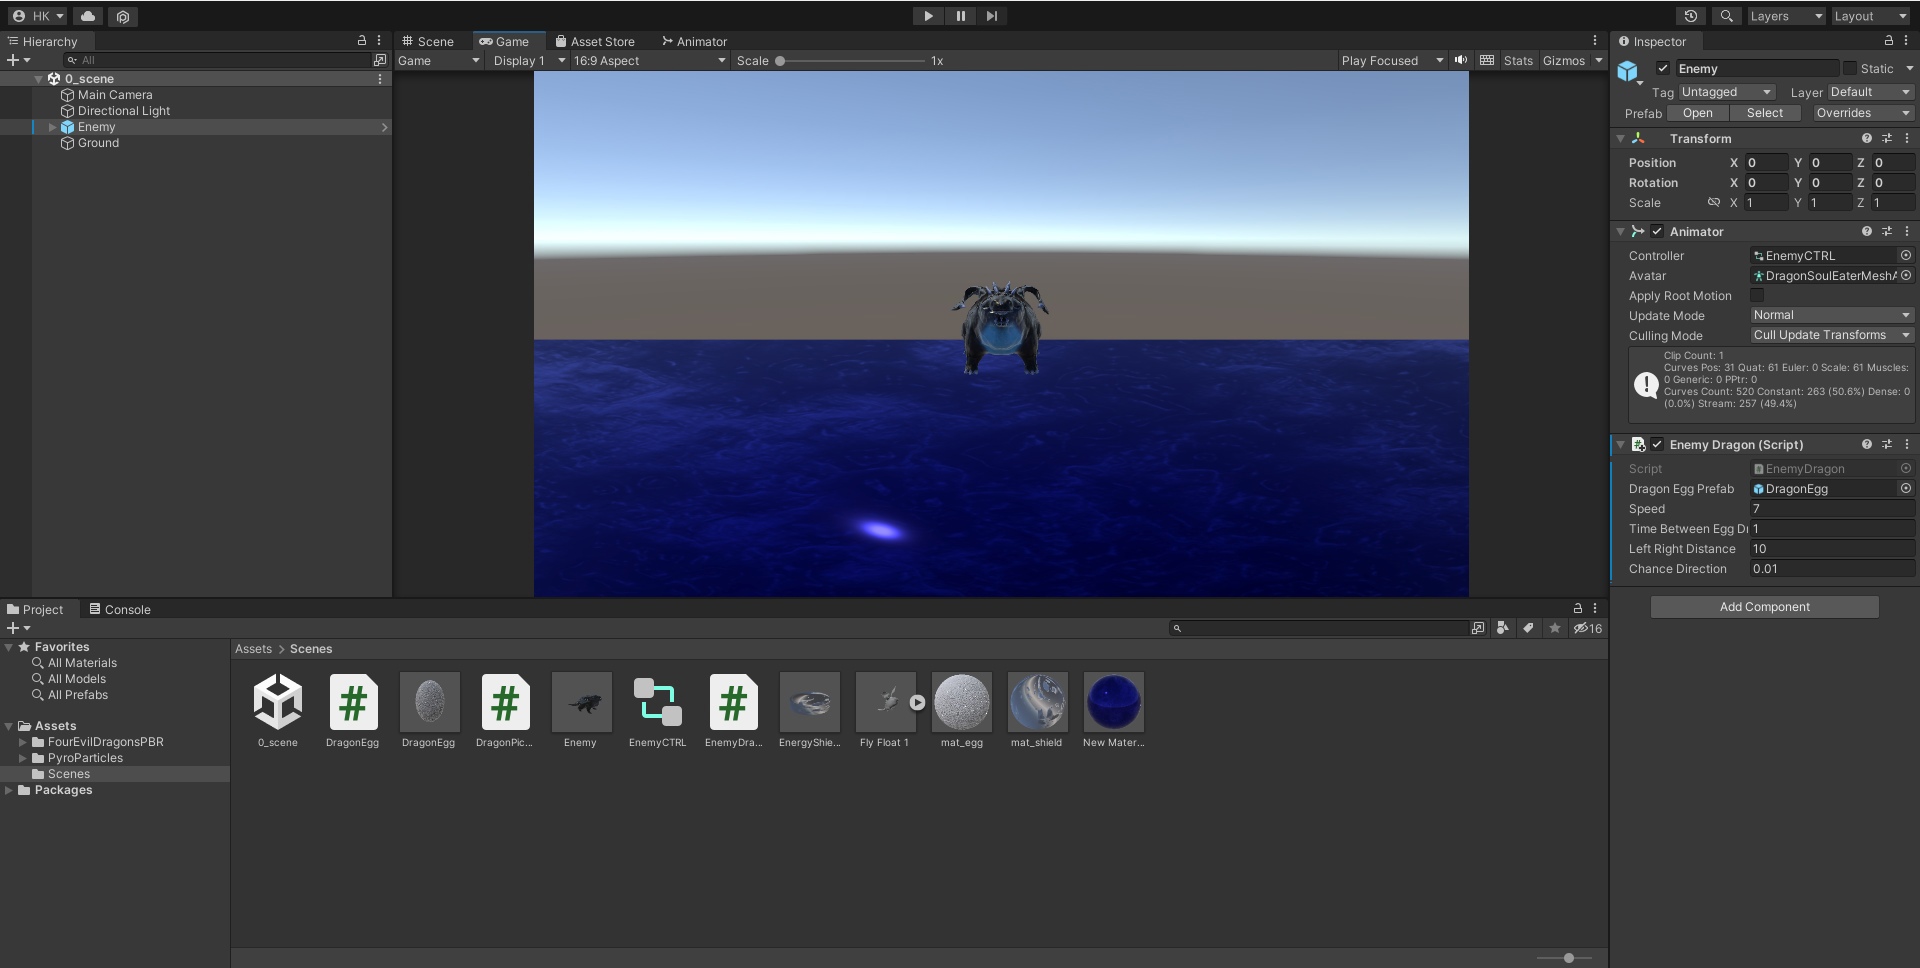 HK
Layers
Layout
Hierarchy
Scene
Game
Asset Store
Animator
Inspector
All
Game
Display 1
16:9 Aspect
Scale
1x
Play Focused
Stats
Gizmos
0_scene
Main Camera
Directional Light
Enemy
Ground
Enemy
Static
Tag Untagged
Layer Default
Prefab Open Select Overrides
Transform
Position X 0 Y 0 Z 0
Rotation X 0 Y 0 Z 0
Scale X 1 Y 1 Z 1
Animator
Controller EnemyCTRL
Avatar DragonSoulEaterMeshA
Apply Root Motion
Update Mode Normal
Culling Mode Cull Update Transforms
Clip Count: 1
Curves Pos: 31 Quat: 61 Euler: 0 Scale: 61 Muscles:
0 Generic: 0 PPtr: 0
Curves Count: 520 Constant: 263 (50.6%) Dense: 0
(0.0%) Stream: 257 (49.4%)
# Enemy Dragon (Script)
Script # EnemyDragon
Dragon Egg Prefab DragonEgg
Speed 7
Time Between Egg Dr 1
Left Right Distance 10
Chance Direction 0.01
Add Component
Project
Console
16
Favorites
All Materials
All Models
All Prefabs
Assets
FourEvilDragonsPBR
PyroParticles
Scenes
Packages
Assets > Scenes
# # #
0_scene
DragonEgg
DragonEgg
DragonPic...
Enemy
EnemyCTRL
EnemyDra...
EnergyShie...
Fly Float 1
mat_egg
mat_shield
New Mater...